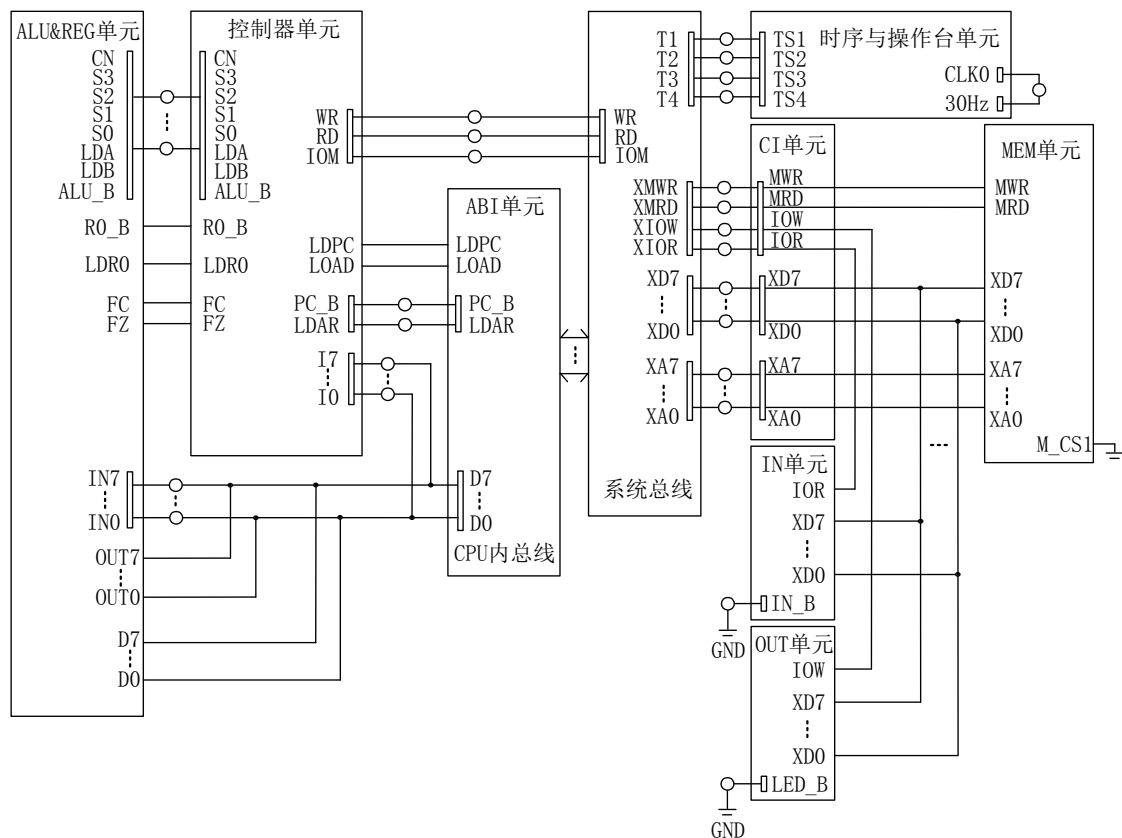 ALU&REG单元
CN
S3
S2
S1
S0
LDA
LDB
ALU_B
R0_B
LDR0
FC
FZ
IN7
IN0
OUT7
OUT0
D7
D0
控制器单元
CN
S3
S2
S1
S0
LDA
LDB
ALU_B
R0_B
LDR0
FC
FZ
WR
RD
IOM
LDPC
LOAD
PC_B
LDAR
I7
I0
ABI单元
LDPC
LOAD
PC_B
LDAR
D7
D0
CPU内总线
T1
T2
T3
T4
WR
RD
IOM
XMWR
XMRD
XIOW
XIOR
XD7
XD0
XA7
XA0
系统总线
时序与操作台单元
TS1
TS2
TS3
TS4
CLK0
30Hz
CI单元
MWR
MRD
IOW
IOR
XD7
XD0
XA7
XA0
MEM单元
MWR
MRD
XD7
XD0
XA7
XA0
M_CS1
IN单元
IOR
XD7
XD0
IN_B
GND
OUT单元
IOW
XD7
XD0
LED_B
GND